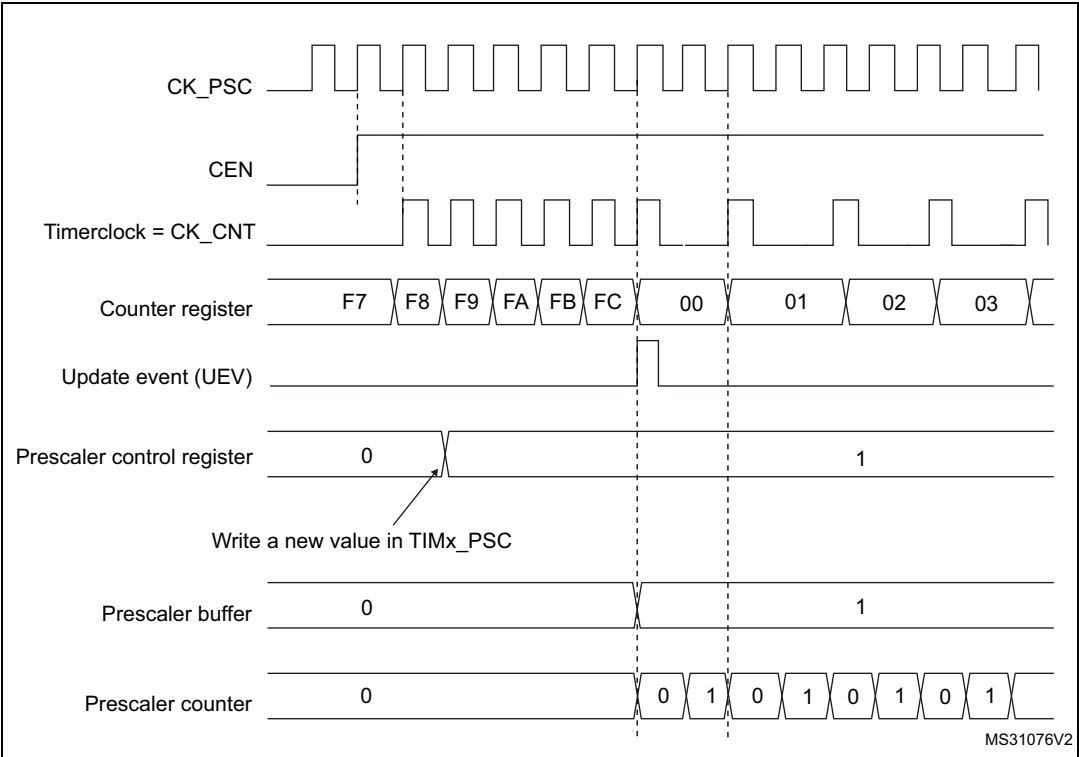 CK_PSC
CEN
Timerclock = CK_CNT
Counter register F7 F8 F9 FA FB FC 00 01 02 03
Update event (UEV)
Prescaler control register 0 1
Write a new value in TIMx_PSC
Prescaler buffer 0 1
Prescaler counter 0 0 1 0 1 0 1 0 1
MS31076V2